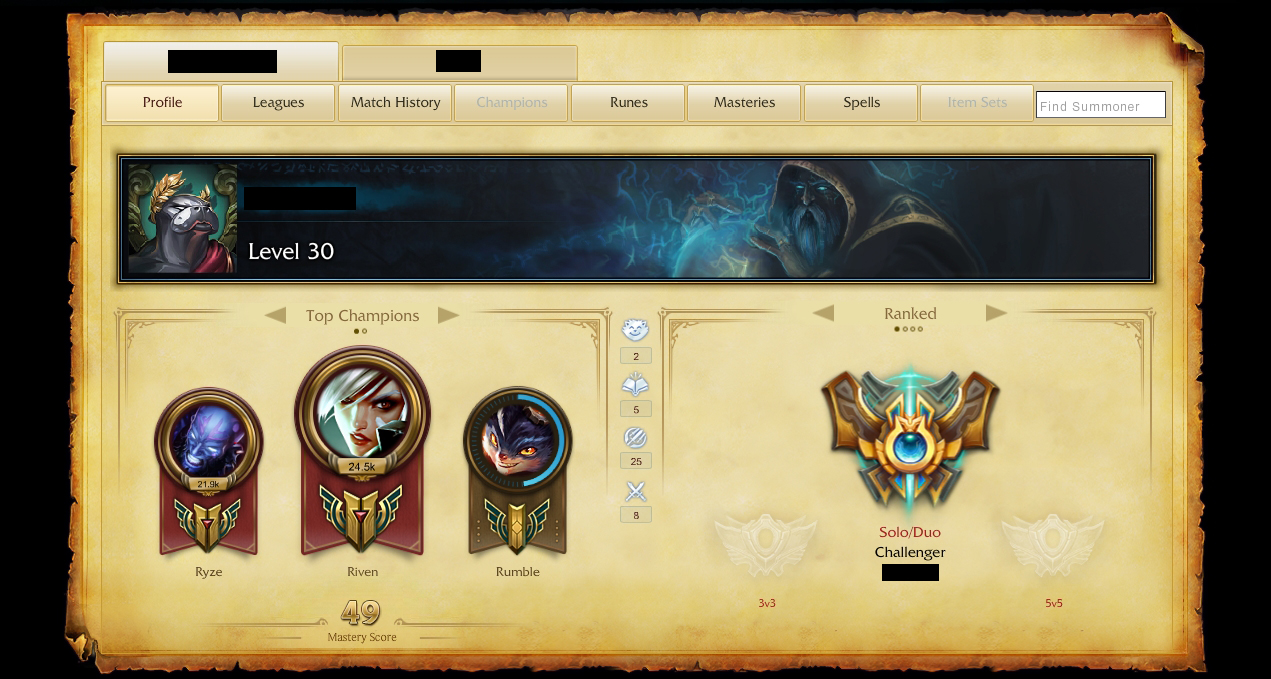 Profile
Leagues
Match History
Champions
Runes
Masteries
Spells
Item Sets
Find Summoner
Level 30
Top Champions
Ranked
2
5
25
8
21.9k
24.5k
Ryze
Riven
Rumble
Solo/Duo
Challenger
3v3
5v5
49
Mastery Score